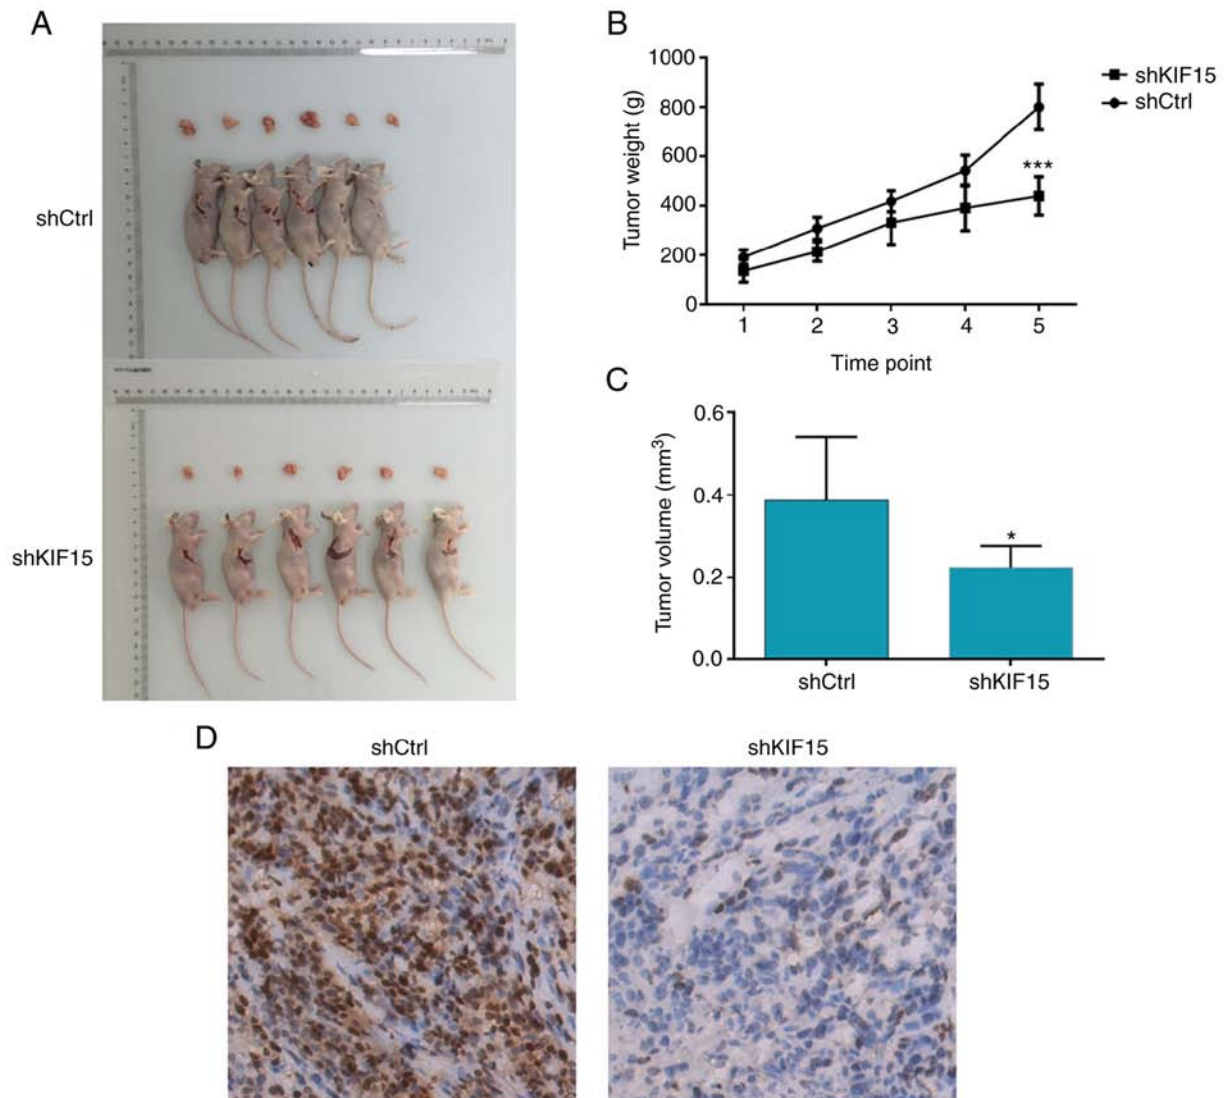 A
shCtrl
shKIF15
B
1000
800
600
400
200
0
Tumor weight (g)
1 2 3 4 5
Time point
shKIF15
shCtrl
***
C
0.6
0.4
0.2
0.0
Tumor volume (mm³)
*
shCtrl shKIF15
D
shCtrl shKIF15